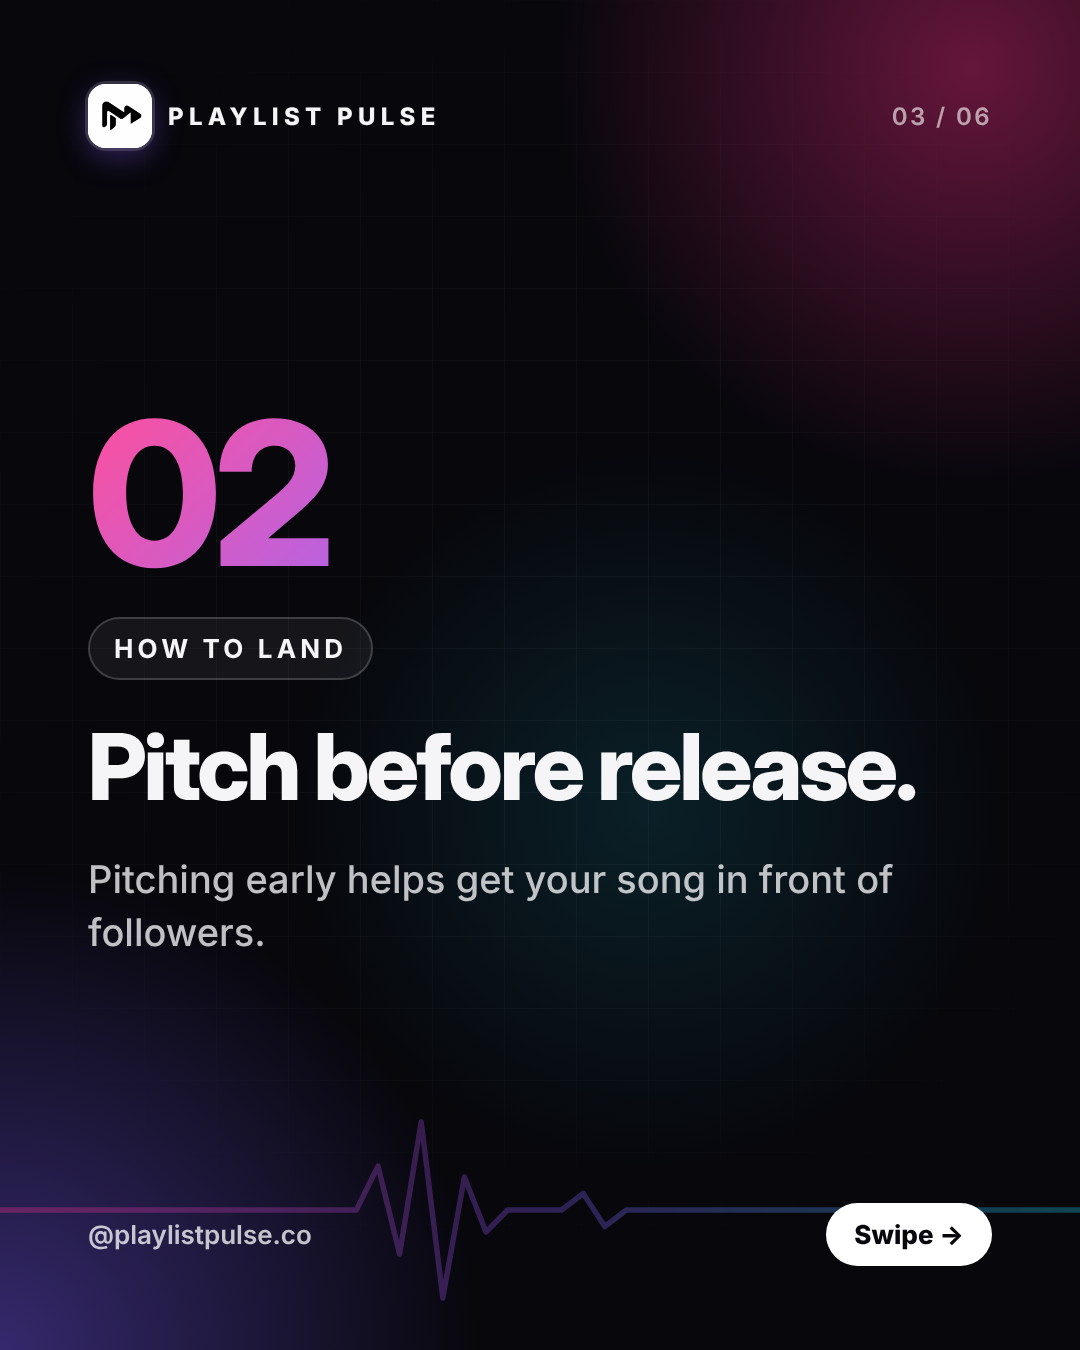 PLAYLIST PULSE
03 / 06
02
HOW TO LAND
Pitch before release.
Pitching early helps get your song in front of
followers.
@playlistpulse.co
Swipe →